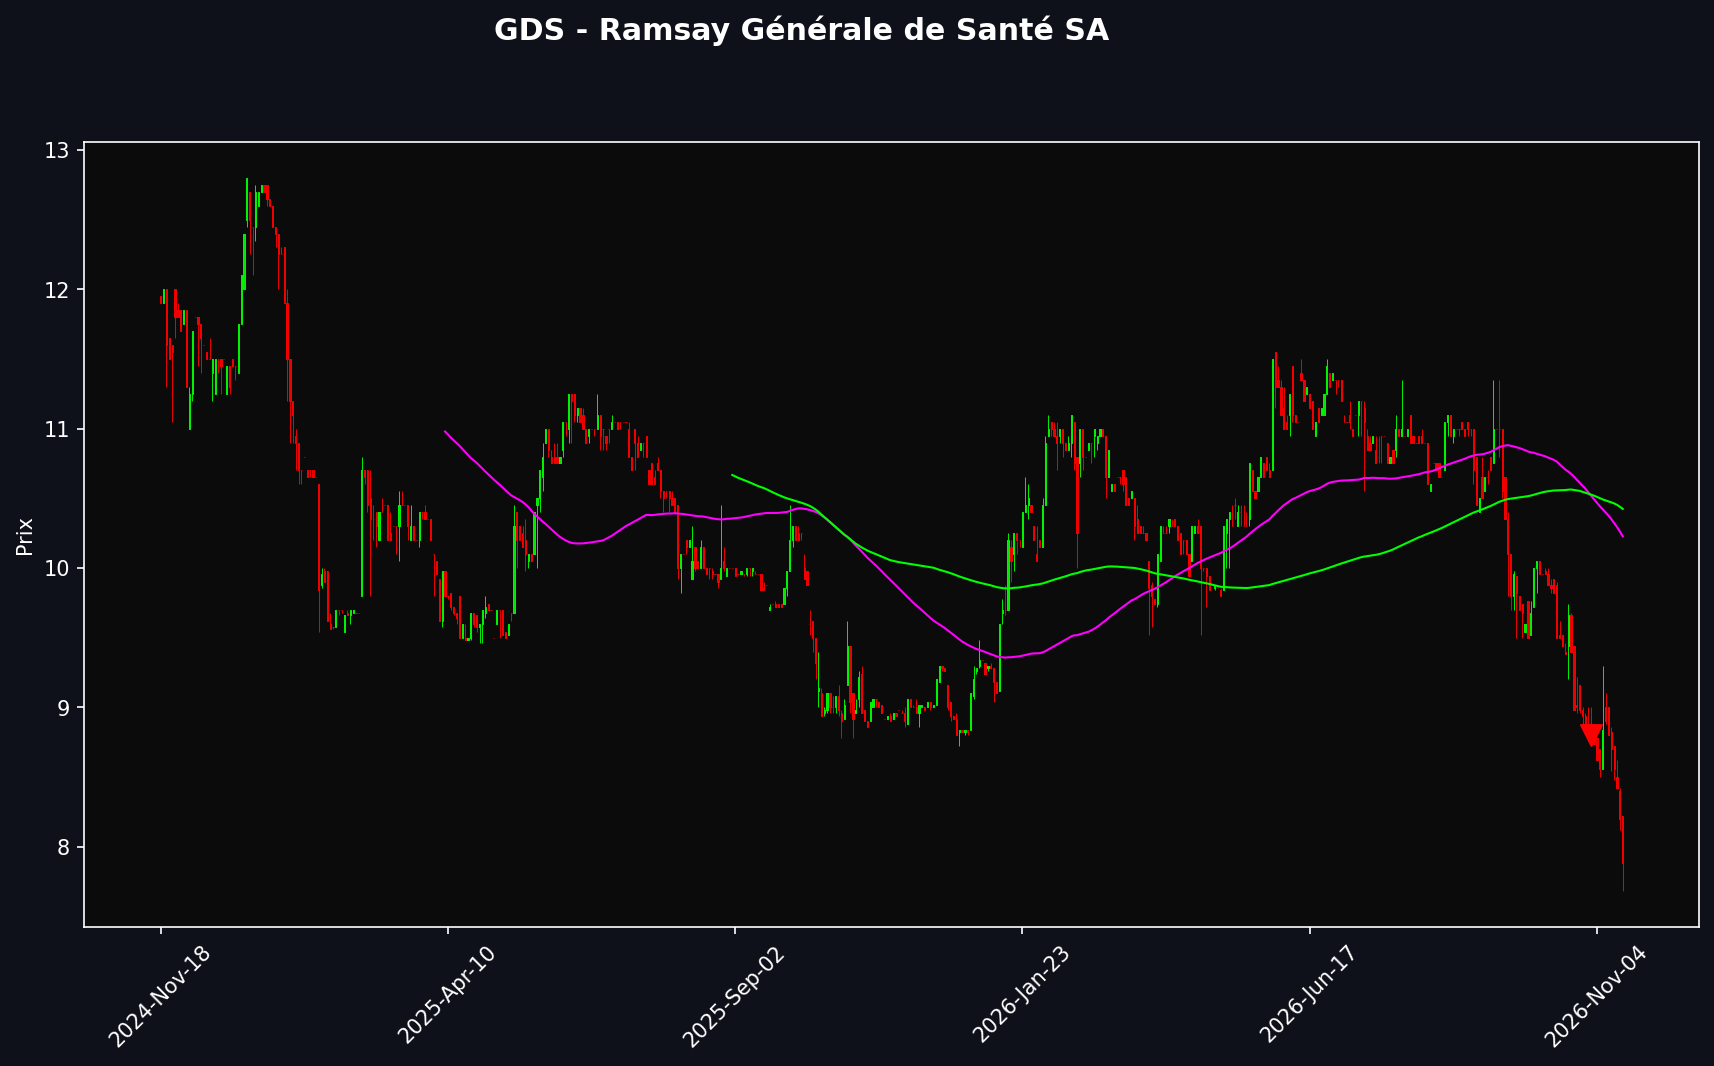 GDS - Ramsay Générale de Santé SA
13
12
11
10
9
8
Prix
2024-Nov-18
2025-Apr-10
2025-Sep-02
2026-Jan-23
2026-Jun-17
2026-Nov-04